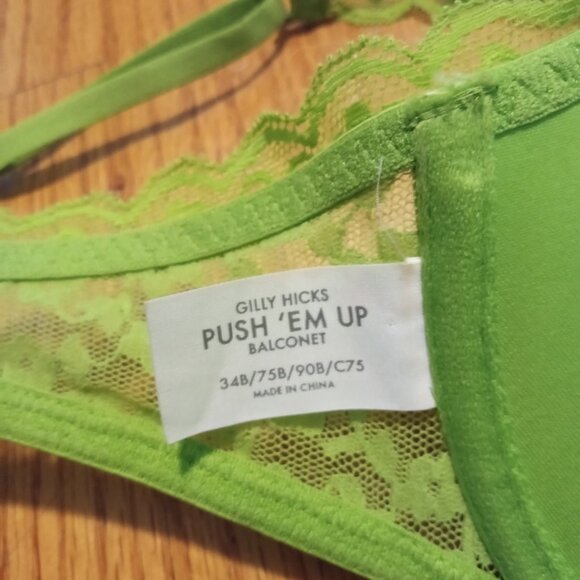 GILLY HICKS
PUSH 'EM UP
BALCONET
34B/75B/90B/C75
MADE IN CHINA